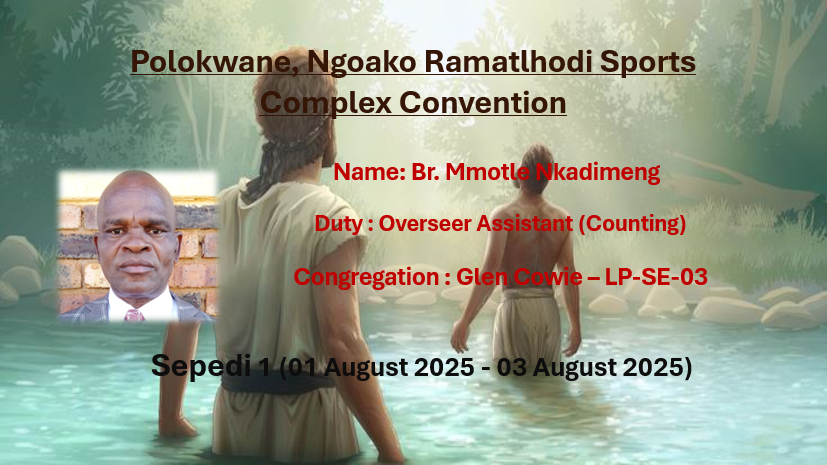 Polokwane, Ngoako Ramatlhodi Sports
Complex Convention
Name: Br. Mmotle Nkadimeng
Duty : Overseer Assistant (Counting)
Congregation : Glen Cowie – LP-SE-03
Sepedi 1 (01 August 2025 - 03 August 2025)